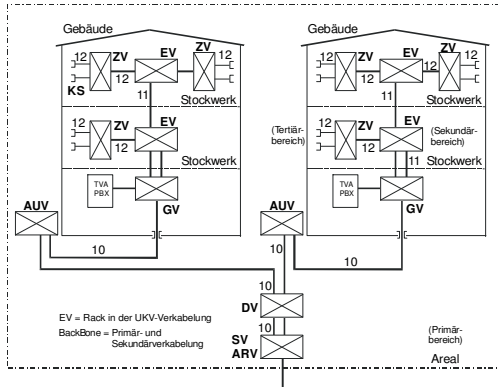 Gebäude Gebäude
12 ZV EV ZV 12 12 ZV EV ZV 12
KS 12 12 12
11 11
Stockwerk Stockwerk
12 ZV EV 12 ZV EV
(Tertiär-
bereich)
(Sekundär-
bereich)
12 12 11
Stockwerk Stockwerk
TVA
PBX
TVA
PBX
AUV GV AUV GV
10 10 10
10
DV
10
EV = Rack in der UKV-Verkabelung
BackBone = Primär- und
Sekundärverkabelung
SV
ARV
(Primär-
bereich)
Areal